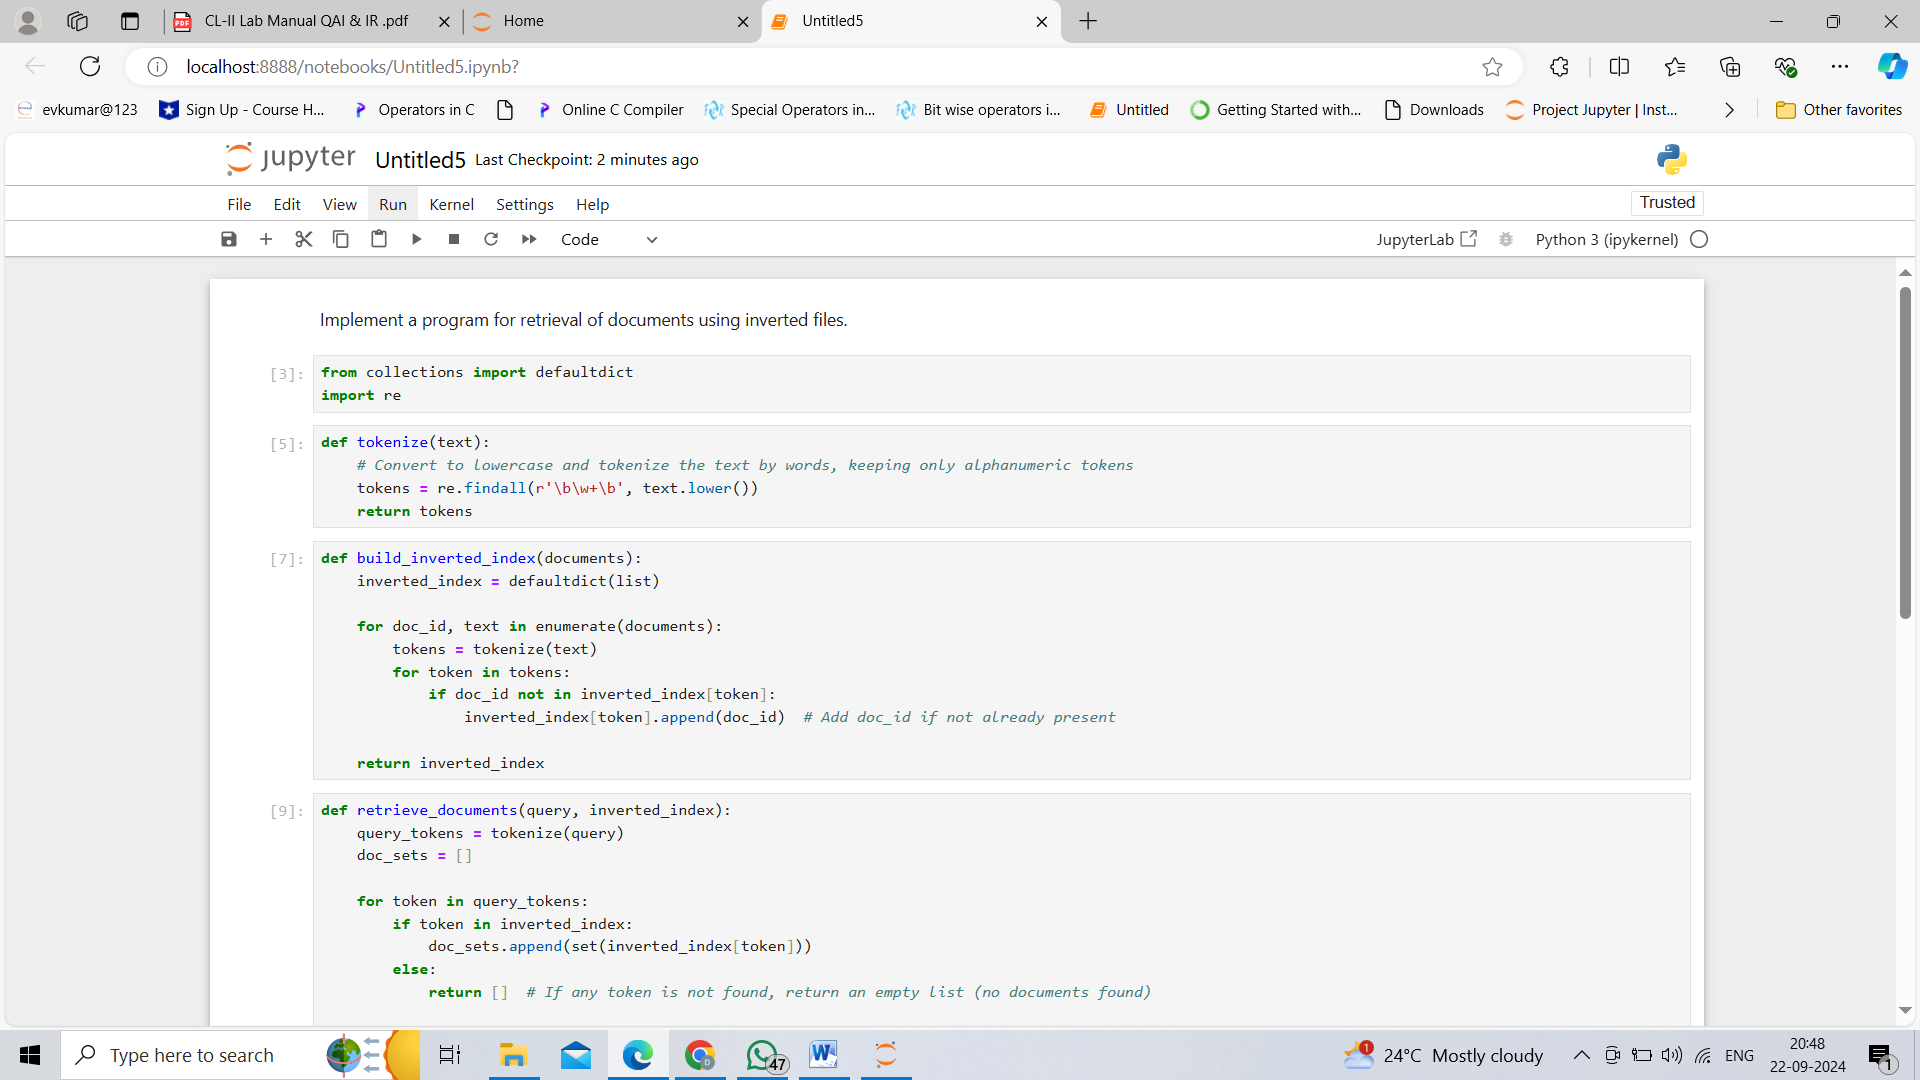 CL-II Lab Manual QAI & IR .pdf
Home
Untitled5
localhost:8888/notebooks/Untitled5.ipynb?
evkumar@123
Sign Up - Course H...
Operators in C
Online C Compiler
Special Operators in...
Bit wise operators i...
Untitled
Getting Started with...
Downloads
Project Jupyter | Inst...
Other favorites
jupyter
Untitled5 Last Checkpoint: 2 minutes ago
File Edit View Run Kernel Settings Help
Trusted
Code
JupyterLab
Python 3 (ipykernel)
Implement a program for retrieval of documents using inverted files.
[3]: from collections import defaultdict
import re
[5]: def tokenize(text):
    # Convert to lowercase and tokenize the text by words, keeping only alphanumeric tokens
    tokens = re.findall(r'\b\w+\b', text.lower())
    return tokens
[7]: def build_inverted_index(documents):
    inverted_index = defaultdict(list)
    for doc_id, text in enumerate(documents):
        tokens = tokenize(text)
        for token in tokens:
            if doc_id not in inverted_index[token]:
                inverted_index[token].append(doc_id)  # Add doc_id if not already present
    return inverted_index
[9]: def retrieve_documents(query, inverted_index):
    query_tokens = tokenize(query)
    doc_sets = []
    for token in query_tokens:
        if token in inverted_index:
            doc_sets.append(set(inverted_index[token]))
        else:
            return []  # If any token is not found, return an empty list (no documents found)
Type here to search
47
1
24°C Mostly cloudy
ENG
20:48
22-09-2024
1